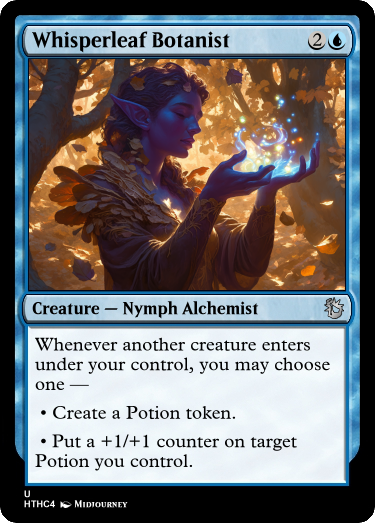 Whisperleaf Botanist 2
Creature — Nymph Alchemist
Whenever another creature enters
under your control, you may choose
one —
• Create a Potion token.
• Put a +1/+1 counter on target
Potion you control.
U
HTHC4 Midjourney